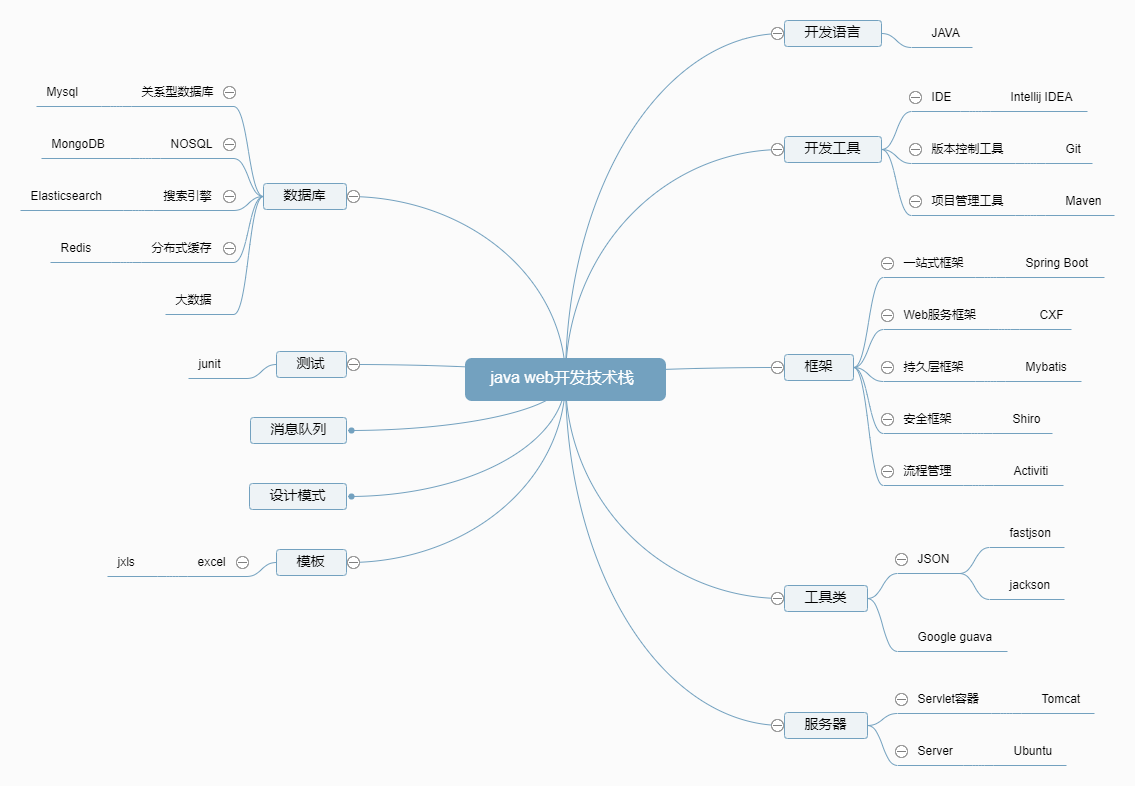 java web开发技术栈
开发语言
JAVA
开发工具
IDE
Intellij IDEA
版本控制工具
Git
项目管理工具
Maven
框架
一站式框架
Spring Boot
Web服务框架
CXF
持久层框架
Mybatis
安全框架
Shiro
流程管理
Activiti
工具类
JSON
fastjson
jackson
Google guava
服务器
Servlet容器
Tomcat
Server
Ubuntu
数据库
关系型数据库
Mysql
NOSQL
MongoDB
搜索引擎
Elasticsearch
分布式缓存
Redis
大数据
测试
junit
消息队列
设计模式
模板
excel
jxls